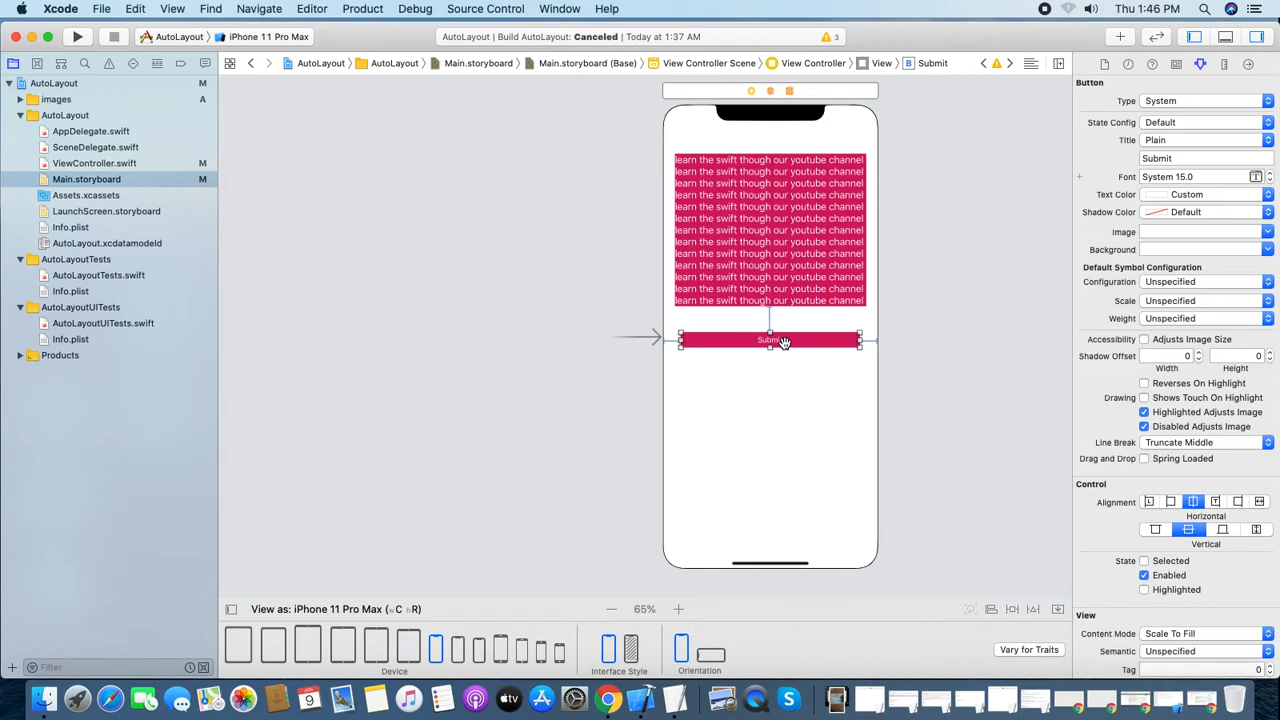 Xcode File Edit View Find Navigate Editor Product Debug Source Control Window Help Thu 1:46 PM
AutoLayout iPhone 11 Pro Max AutoLayout | Build AutoLayout: Canceled | Today at 1:37 AM 3
AutoLayout AutoLayout Main.storyboard Main.storyboard (Base) View Controller Scene View Controller View B Submit
AutoLayout
images A
AutoLayout
AppDelegate.swift
SceneDelegate.swift
ViewController.swift M
Main.storyboard M
Assets.xcassets
LaunchScreen.storyboard
Info.plist
AutoLayout.xcdatamodeld
AutoLayoutTests
AutoLayoutTests.swift
Info.plist
AutoLayoutUITests
AutoLayoutUITests.swift
Info.plist
Products
Filter
learn the swift though our youtube channel
learn the swift though our youtube channel
learn the swift though our youtube channel
learn the swift though our youtube channel
learn the swift though our youtube channel
learn the swift though our youtube channel
learn the swift though our youtube channel
learn the swift though our youtube channel
learn the swift though our youtube channel
learn the swift though our youtube channel
learn the swift though our youtube channel
learn the swift though our youtube channel
learn the swift though our youtube channel
View as: iPhone 11 Pro Max (wC hR) 65%
Device
Interface Style
Orientation
Vary for Traits
Button
Type System
State Config Default
Title Plain
Submit
Font System 15.0
Text Color Custom
Shadow Color Default
Image
Background
Default Symbol Configuration
Configuration Unspecified
Scale Unspecified
Weight Unspecified
Accessibility Adjusts Image Size
Shadow Offset 0 0
Width Height
Reverses On Highlight
Drawing Shows Touch On Highlight
Highlighted Adjusts Image
Disabled Adjusts Image
Line Break Truncate Middle
Drag and Drop Spring Loaded
Control
Alignment
Horizontal
Vertical
State Selected
Enabled
Highlighted
View
Content Mode Scale To Fill
Semantic Unspecified
Tag 0